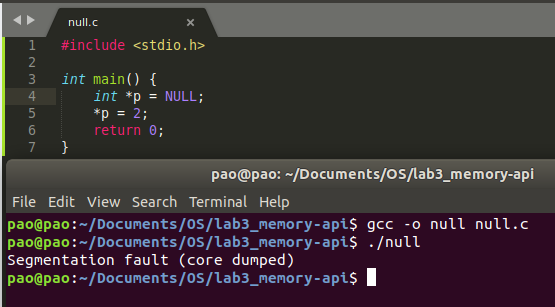 null.c ×
1 #include <stdio.h>
2
3 int main() {
4 int *p = NULL;
5 *p = 2;
6 return 0;
7 }
pao@pao: ~/Documents/OS/lab3_memory-api
File Edit View Search Terminal Help
pao@pao:~/Documents/OS/lab3_memory-api$ gcc -o null null.c
pao@pao:~/Documents/OS/lab3_memory-api$ ./null
Segmentation fault (core dumped)
pao@pao:~/Documents/OS/lab3_memory-api$